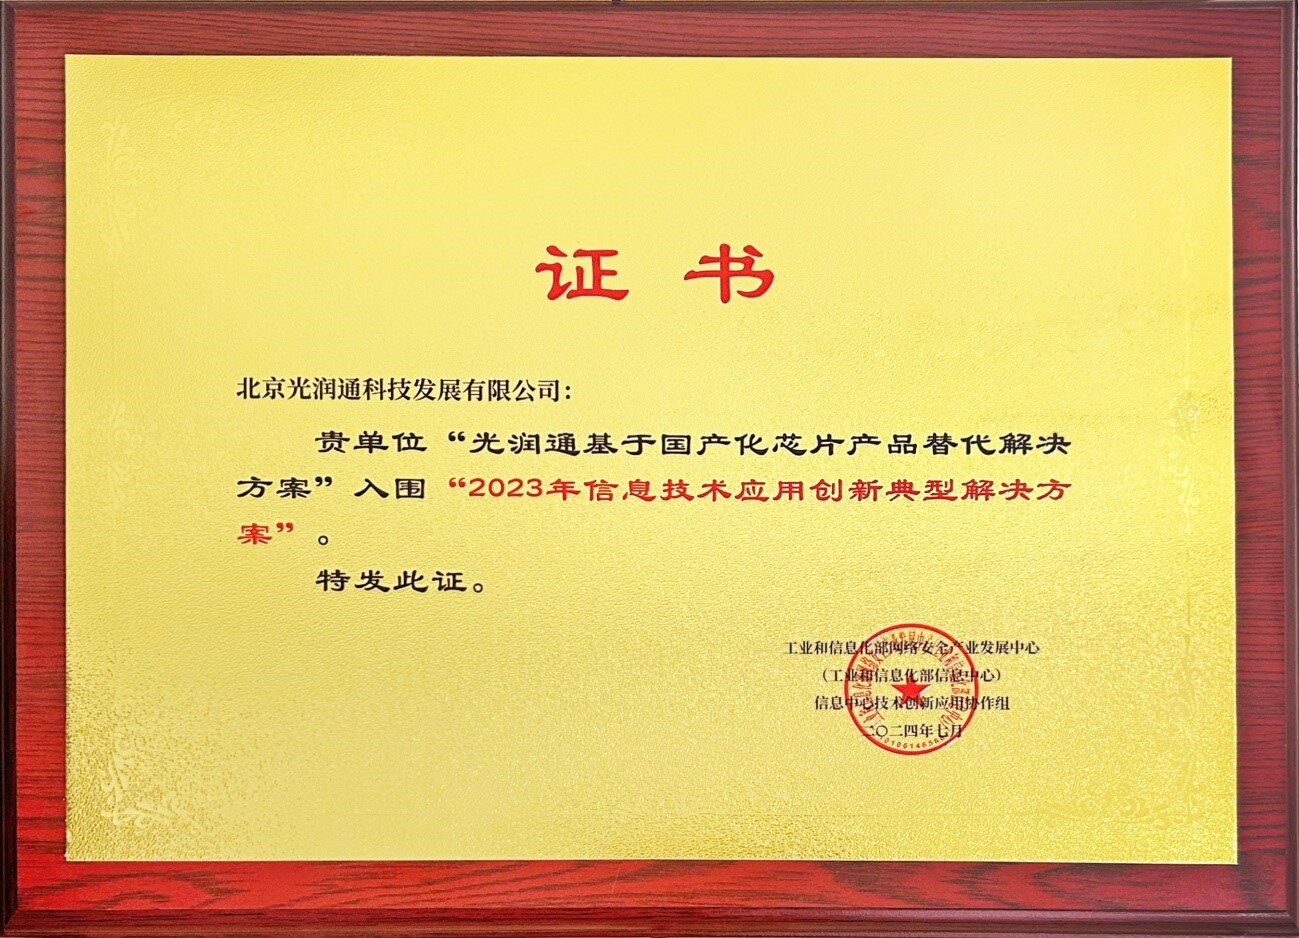 证书
北京光润通科技发展有限公司：
贵单位“光润通基于国产化芯片产品替代解决
方案”入围“2023年信息技术应用创新典型解决方
案”。
特发此证。
工业和信息化部网络安全产业发展中心
（工业和信息化部信息中心）
信息中心技术创新应用协作组
二〇二四年七月